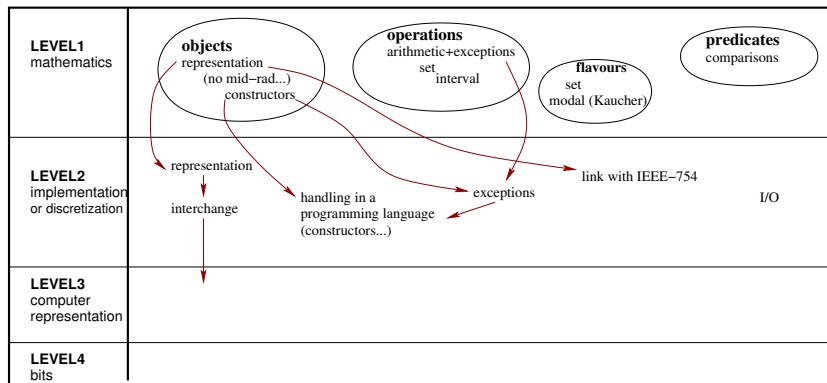 LEVEL1
mathematics
objects
representation
(no mid−rad...)
constructors
operations
arithmetic+exceptions
set
interval
flavours
set
modal (Kaucher)
predicates
comparisons
LEVEL2
implementation
or discretization
representation
interchange
handling in a
programming language
(constructors...)
exceptions
link with IEEE−754
I/O
LEVEL3
computer
representation
LEVEL4
bits